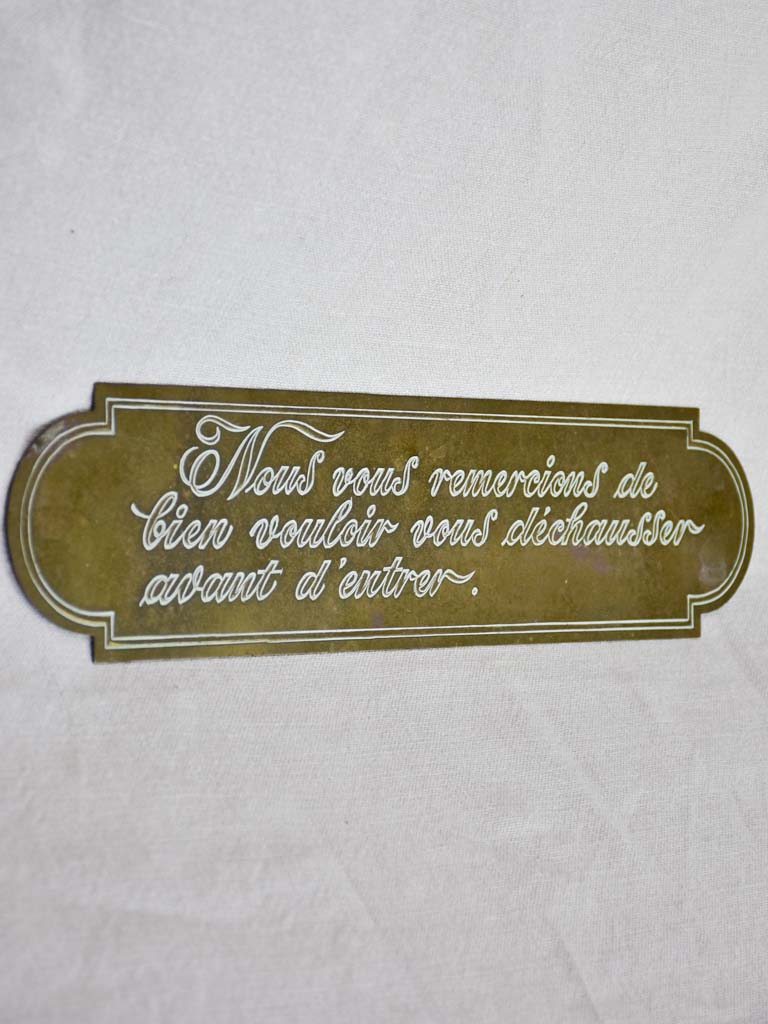 Nous vous remercions de
bien vouloir vous déchausser
avant d'entrer.